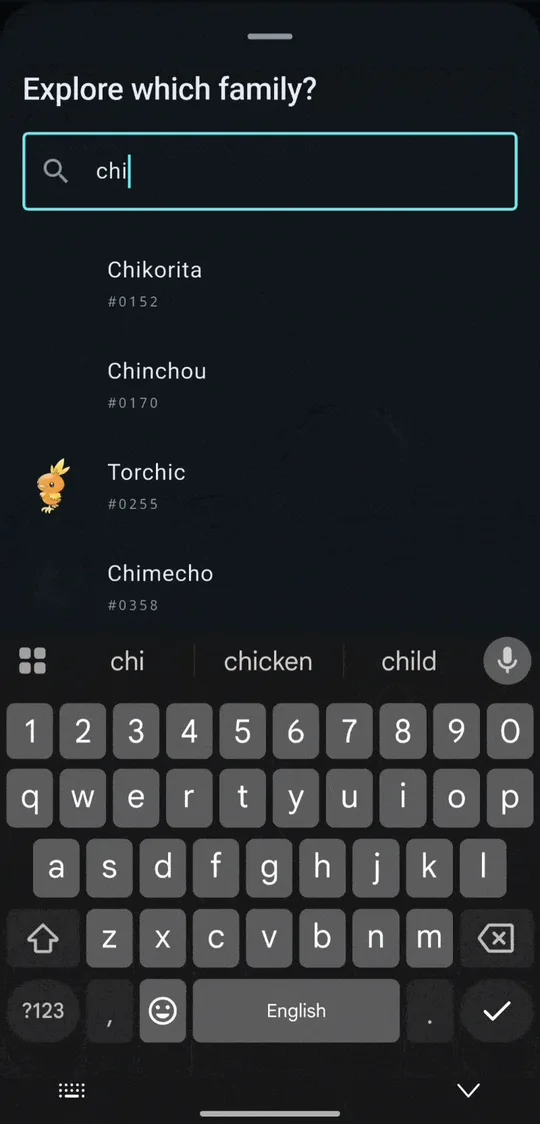 Explore which family?
chi
Chikorita
#0152
Chinchou
#0170
Torchic
#0255
Chimecho
#0358
chi chicken child
1 2 3 4 5 6 7 8 9 0
q w e r t y u i o p
a s d f g h j k l
z x c v b n m
?123 , English .